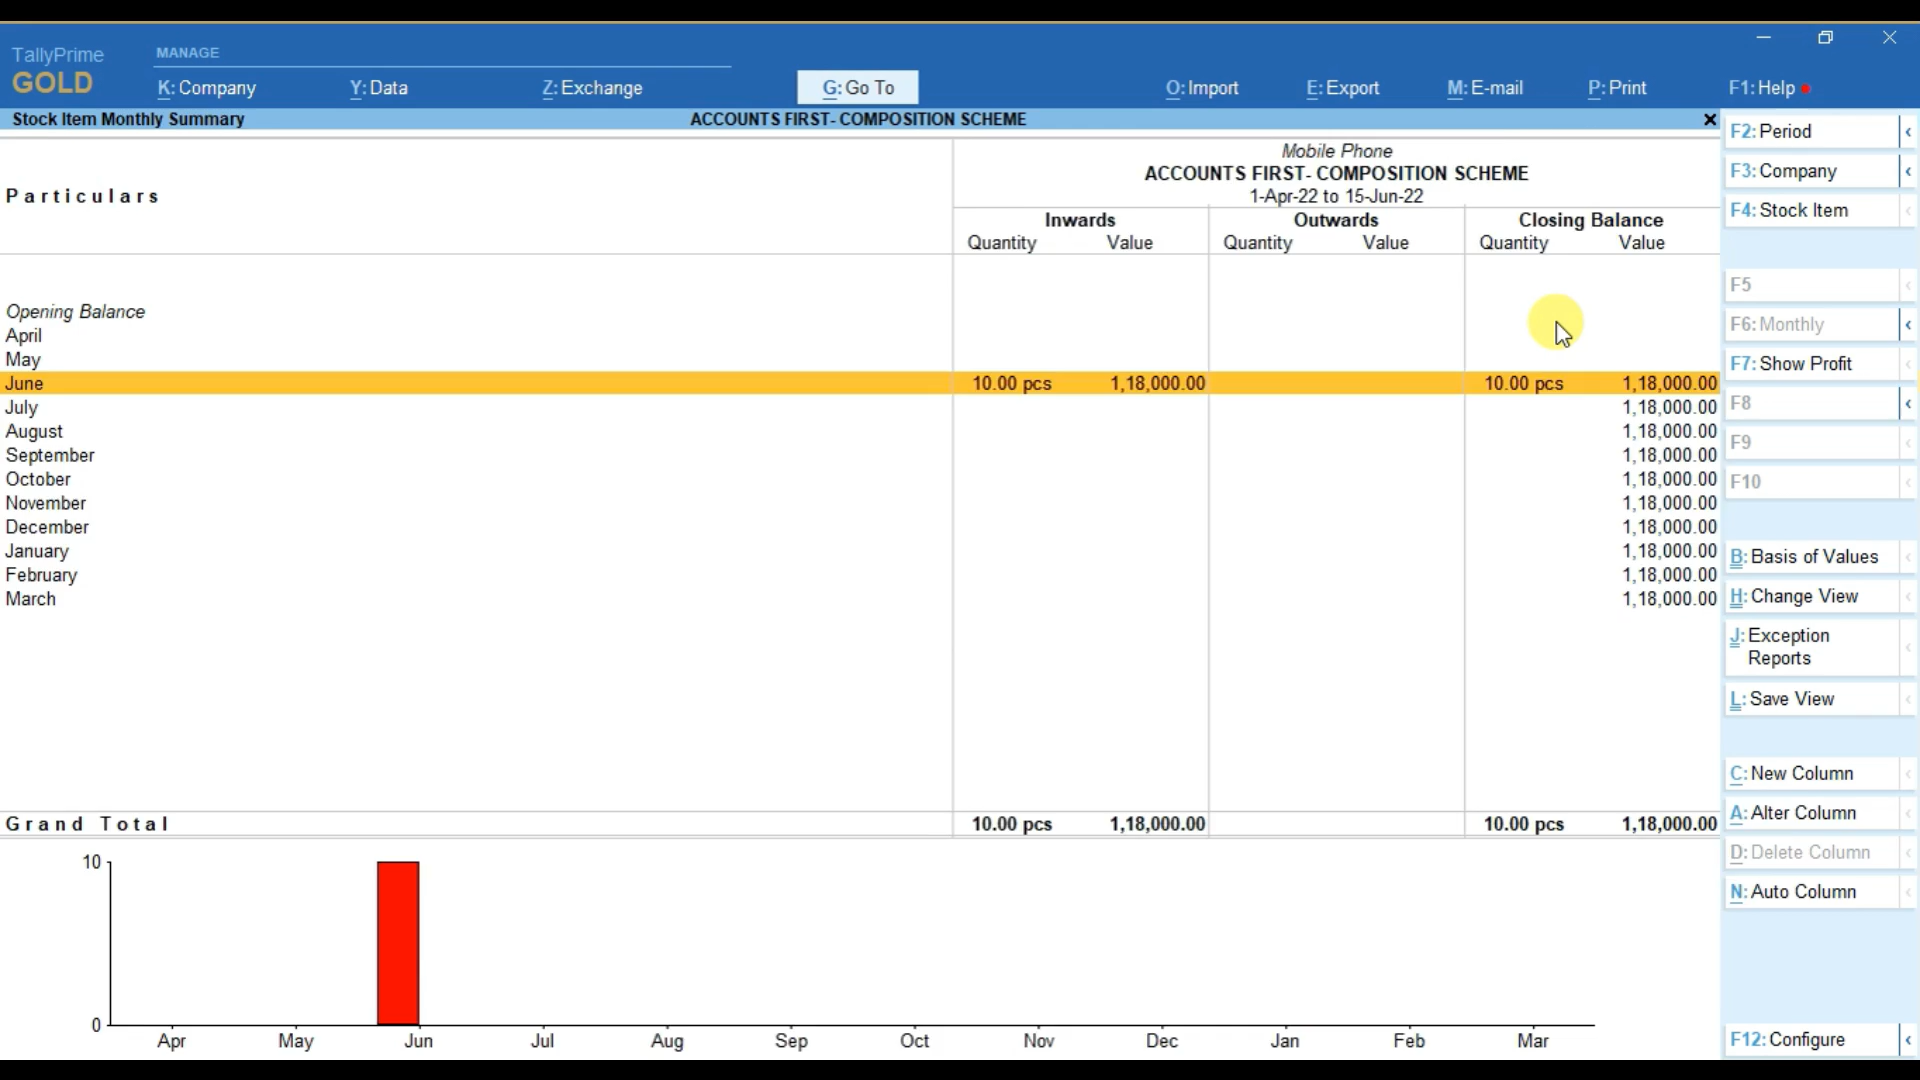 TallyPrime
GOLD
MANAGE
K: Company
Y: Data
Z: Exchange
G: Go To
O: Import
E: Export
M: E-mail
P: Print
F1: Help
Stock Item Monthly Summary
ACCOUNTS FIRST- COMPOSITION SCHEME
Particulars
Mobile Phone
ACCOUNTS FIRST- COMPOSITION SCHEME
1-Apr-22 to 15-Jun-22
Inwards Outwards Closing Balance
Quantity Value Quantity Value Quantity Value
Opening Balance
April
May
June 10.00 pcs 1,18,000.00 10.00 pcs 1,18,000.00
July 1,18,000.00
August 1,18,000.00
September 1,18,000.00
October 1,18,000.00
November 1,18,000.00
December 1,18,000.00
January 1,18,000.00
February 1,18,000.00
March 1,18,000.00
Grand Total 10.00 pcs 1,18,000.00 10.00 pcs 1,18,000.00
10
0
Apr May Jun Jul Aug Sep Oct Nov Dec Jan Feb Mar
F2: Period
F3: Company
F4: Stock Item
F5
F6: Monthly
F7: Show Profit
F8
F9
F10
B: Basis of Values
H: Change View
J: Exception
Reports
L: Save View
C: New Column
A: Alter Column
D: Delete Column
N: Auto Column
F12: Configure